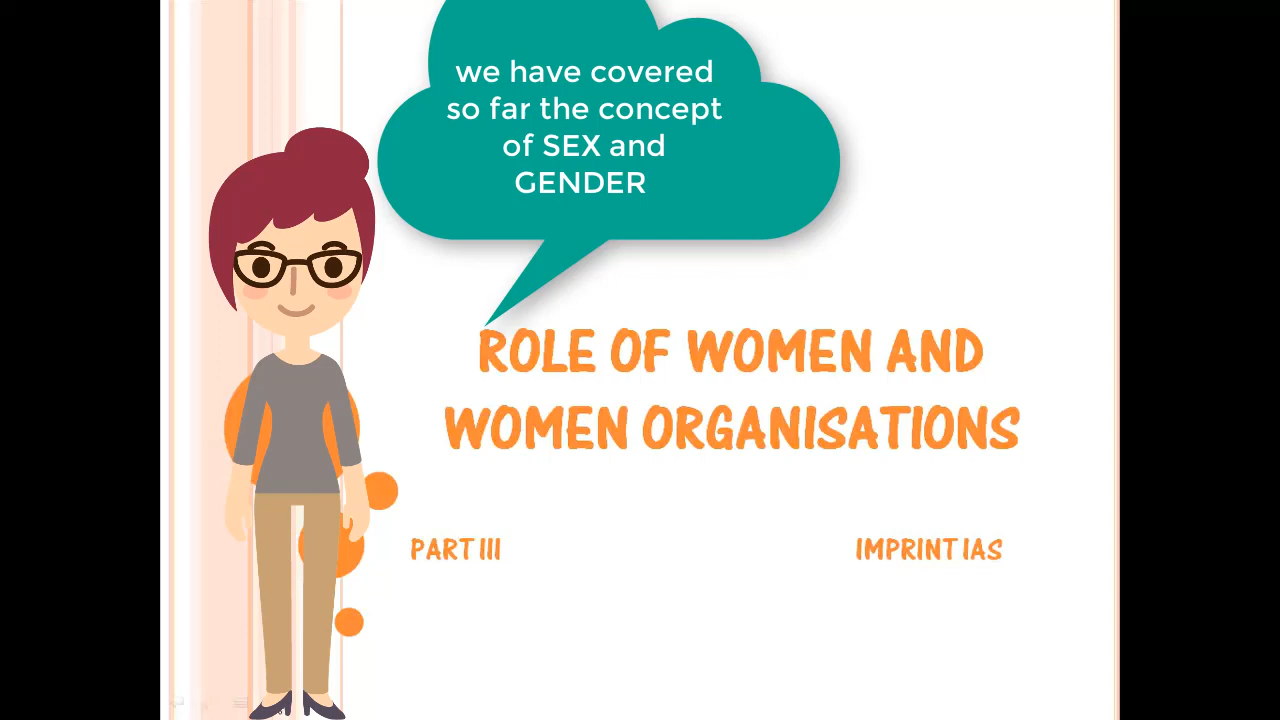 we have covered
so far the concept
of SEX and
GENDER
ROLE OF WOMEN AND
WOMEN ORGANISATIONS
PART III
IMPRINT IAS